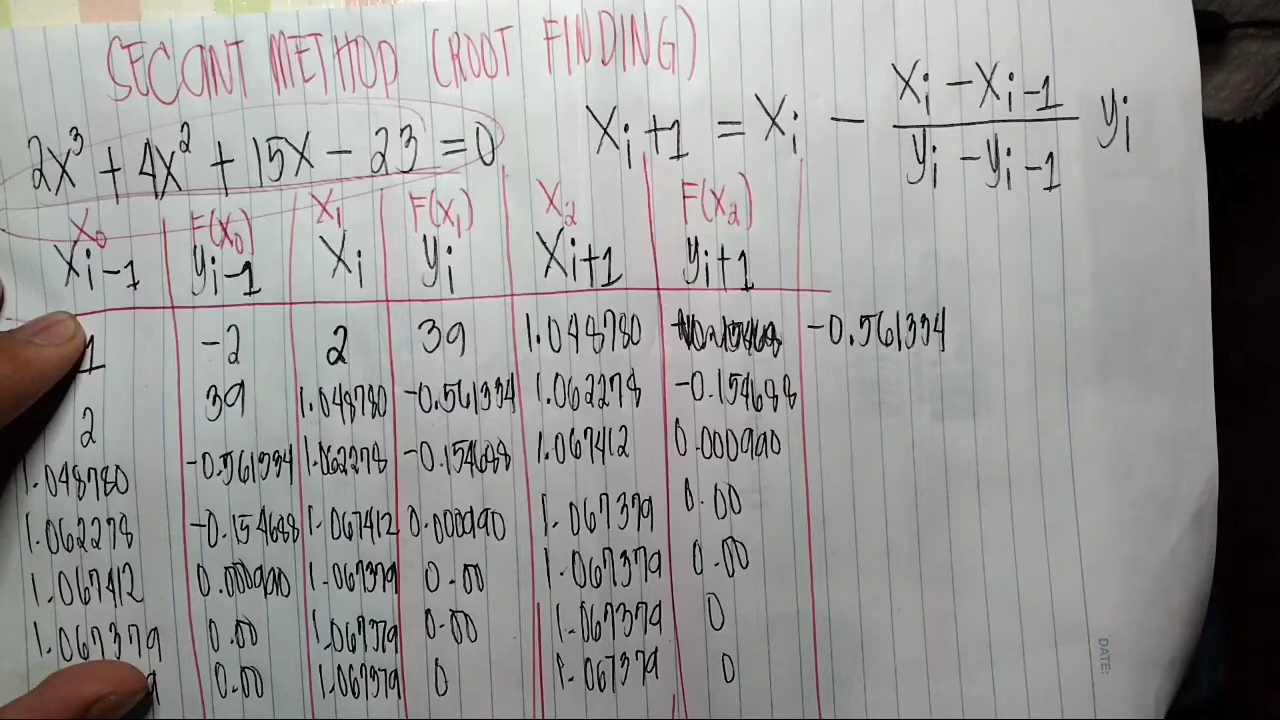 SECANT METHOD (ROOT FINDING)
2x³ + 4x² + 15x - 23 = 0
Xi+1 = Xi - (Xi - Xi-1)/(yi - yi-1) yi
X₀ F(X₀) X₁ F(X₁) X₂ F(X₂)
Xi-1 yi-1 Xi yi Xi+1 yi+1
1 -2 2 39 1.048780 -0.561334
2 39 1.048780 -0.561334 1.062278 -0.154688
1.048780 -0.561334 1.062278 -0.154688 1.067412 0.000990
1.062278 -0.154688 1.067412 0.000990 1.067379 0.00
1.067412 0.000990 1.067379 0.00 1.067379 0.00
1.067379 0.00 1.067379 0.00 1.067379 0
0.00 1.067379 0 1.067379 0
DATE: